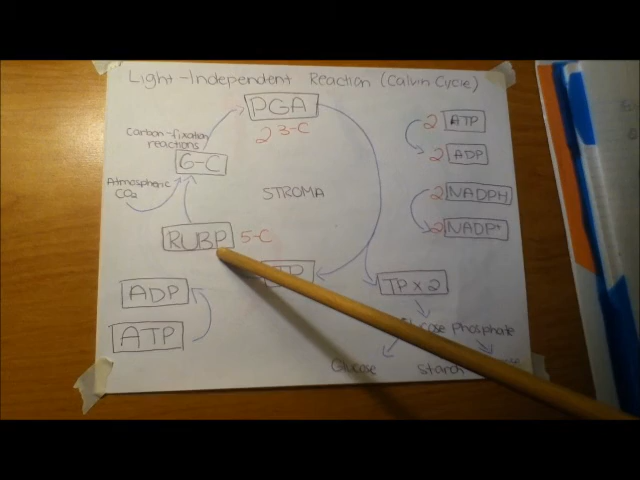 Light-Independent Reaction (Calvin Cycle)
PGA
2 3-C
Carbon-fixation
reactions
6-C
Atmospheric
CO2
STROMA
RUBP 5-C
2 ATP
2 ADP
2 NADPH
2 NADP+
TP
TP x 2
ADP
ATP
Phosphate
Glucose
Starch